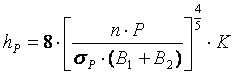 h_P = 8 · [ n · P / σ_P · (B_1 + B_2) ]^{4/5} · K